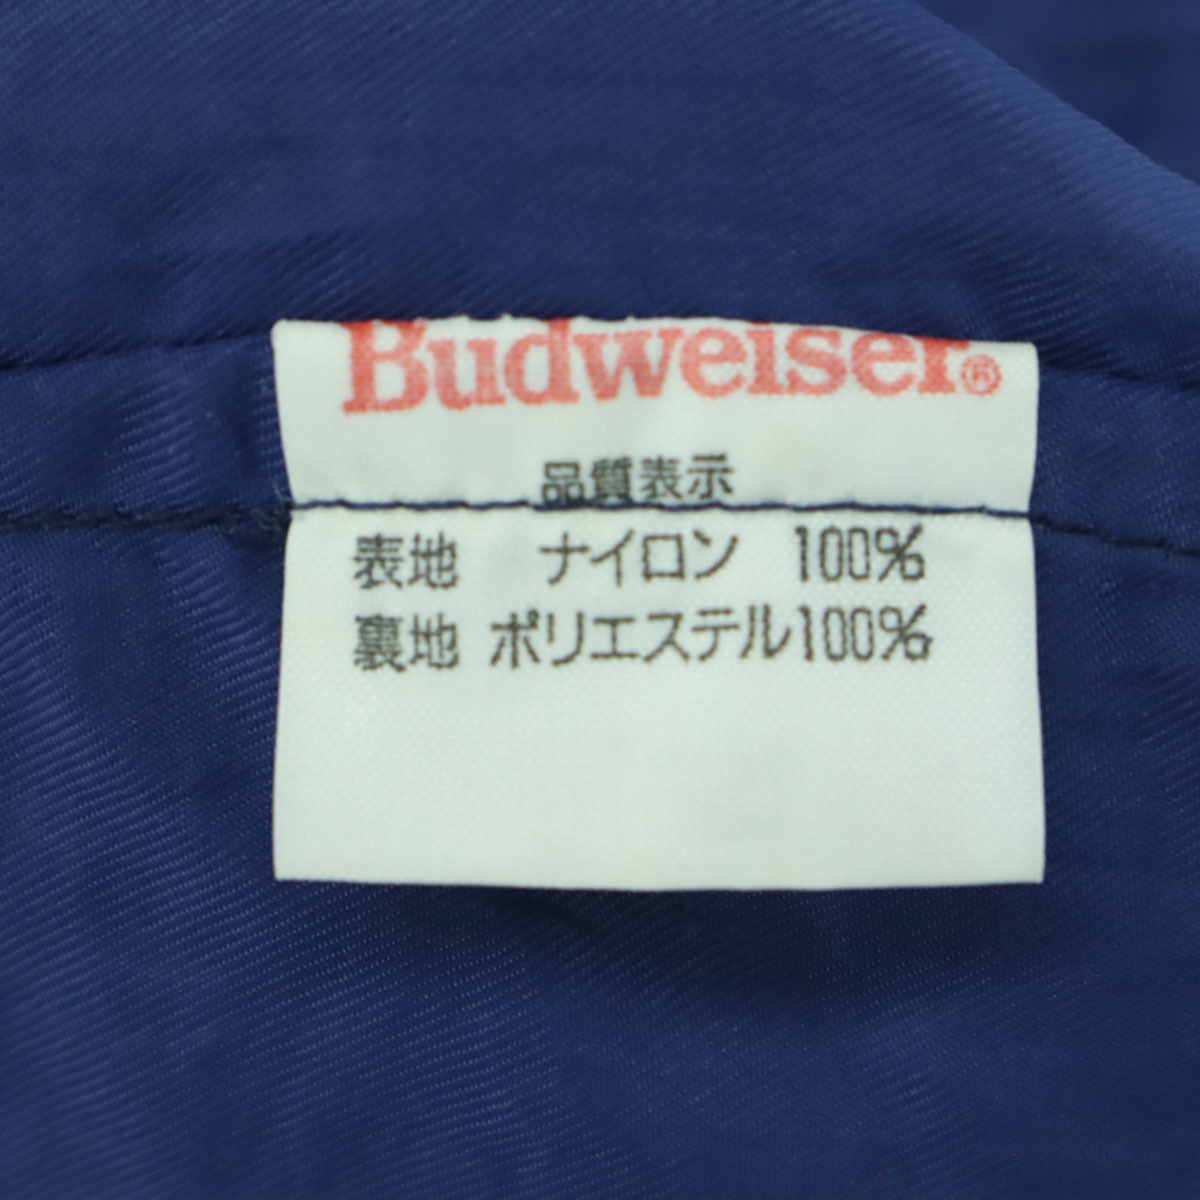 Budweiser®
品質表示
表地 ナイロン 100%
裏地 ポリエステル100%